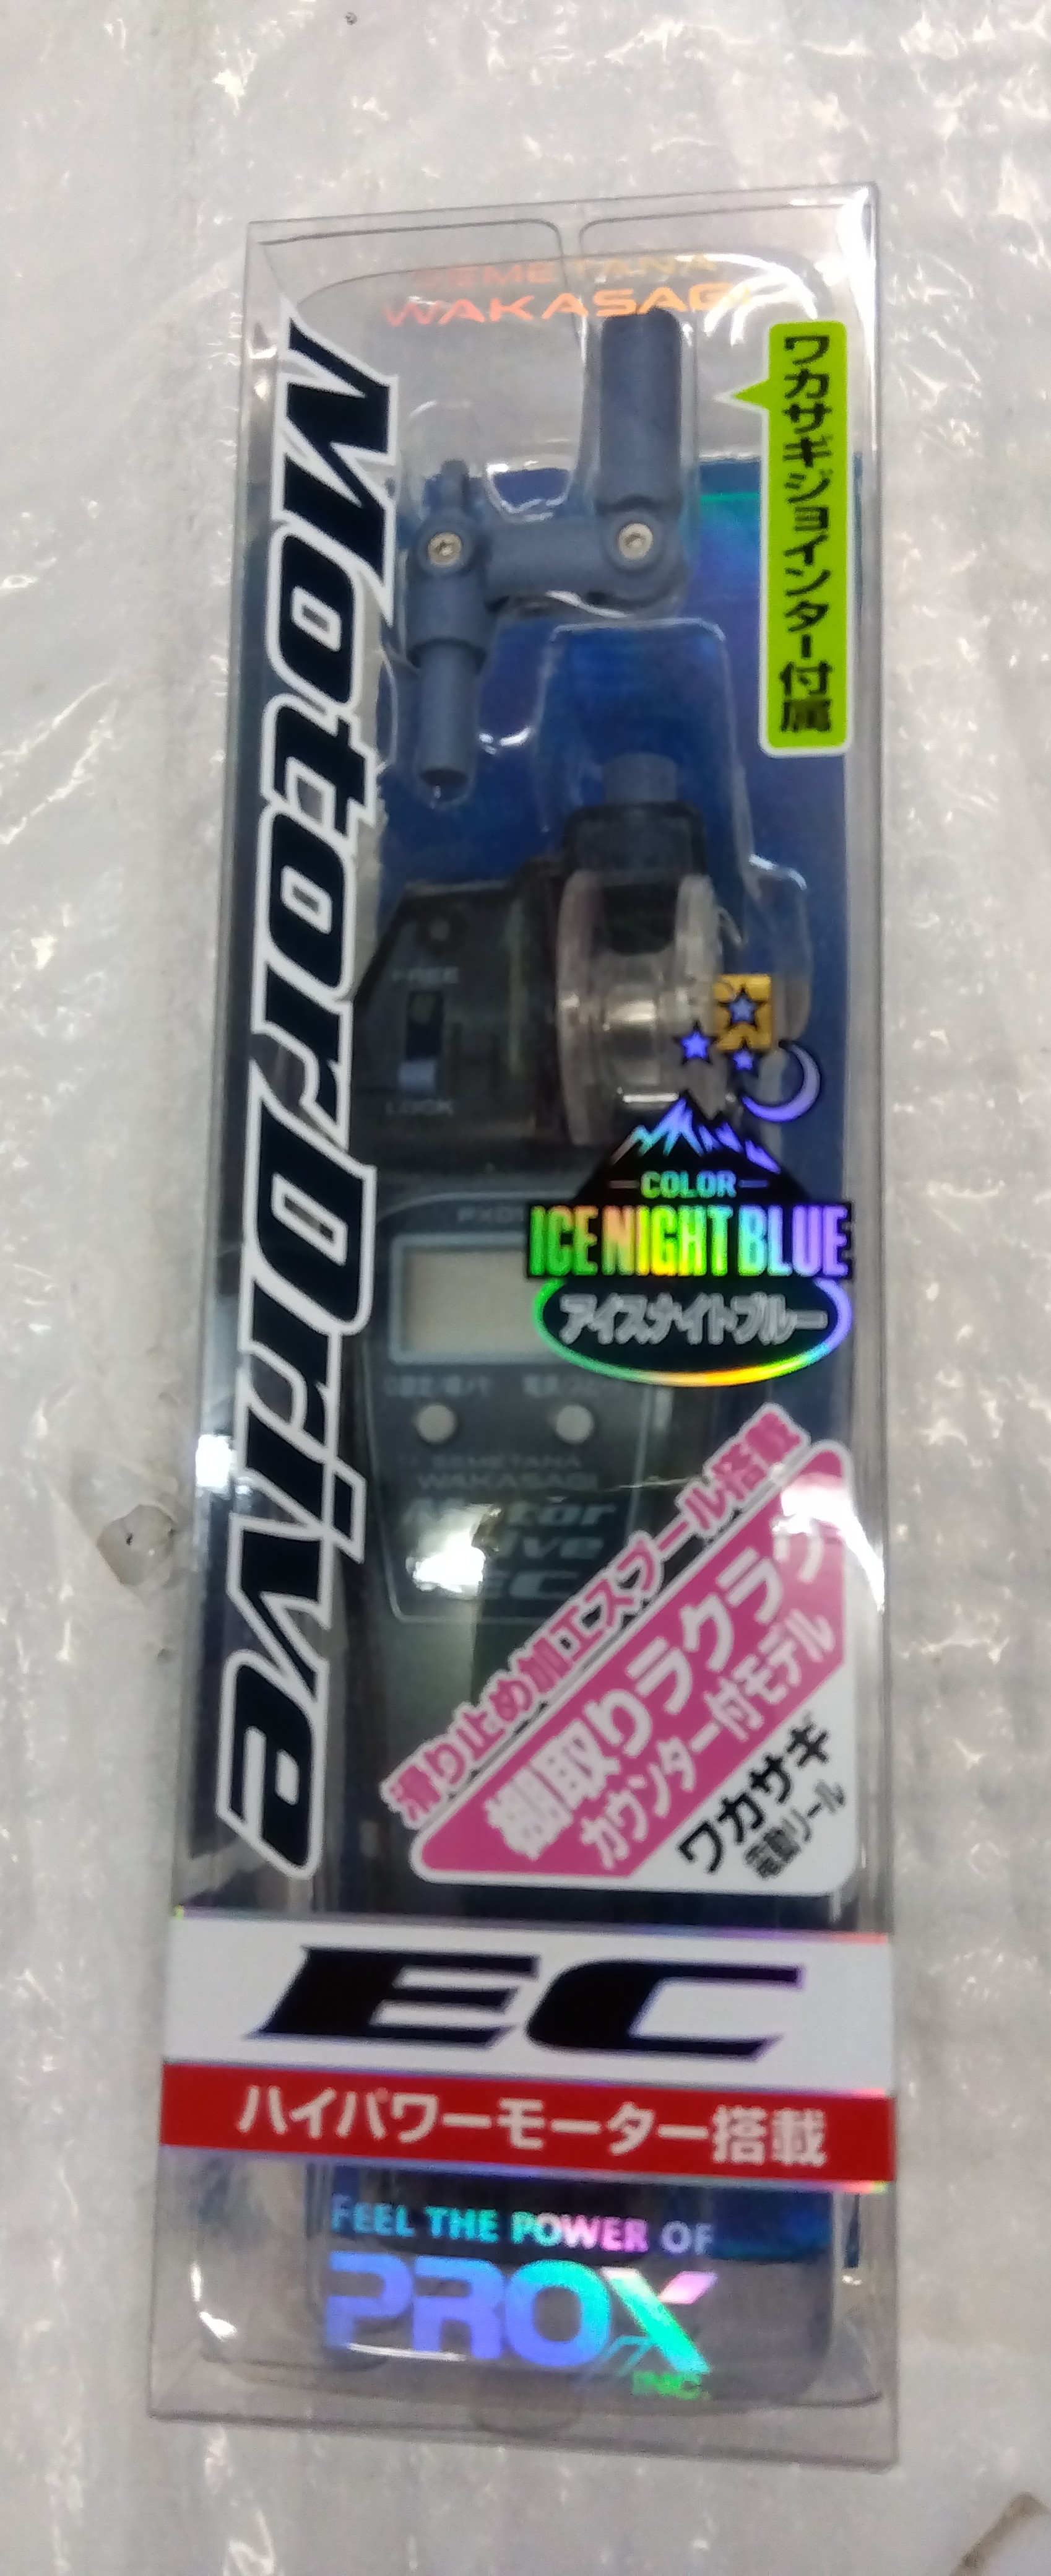 SEMETANA
WAKASAGI
ワカサギジョインター付属
MotorDrive
FREE
LOCK
COLOR
ICE NIGHT BLUE
アイスナイトブルー
SEMETANA
WAKASAGI
Motor
Drive
EC
滑り止め加工スプール搭載
棚取りラクラク
カウンター付モデル
ワカサギ
電動リール
EC
ハイパワーモーター搭載
FEEL THE POWER OF
PROX
INC.